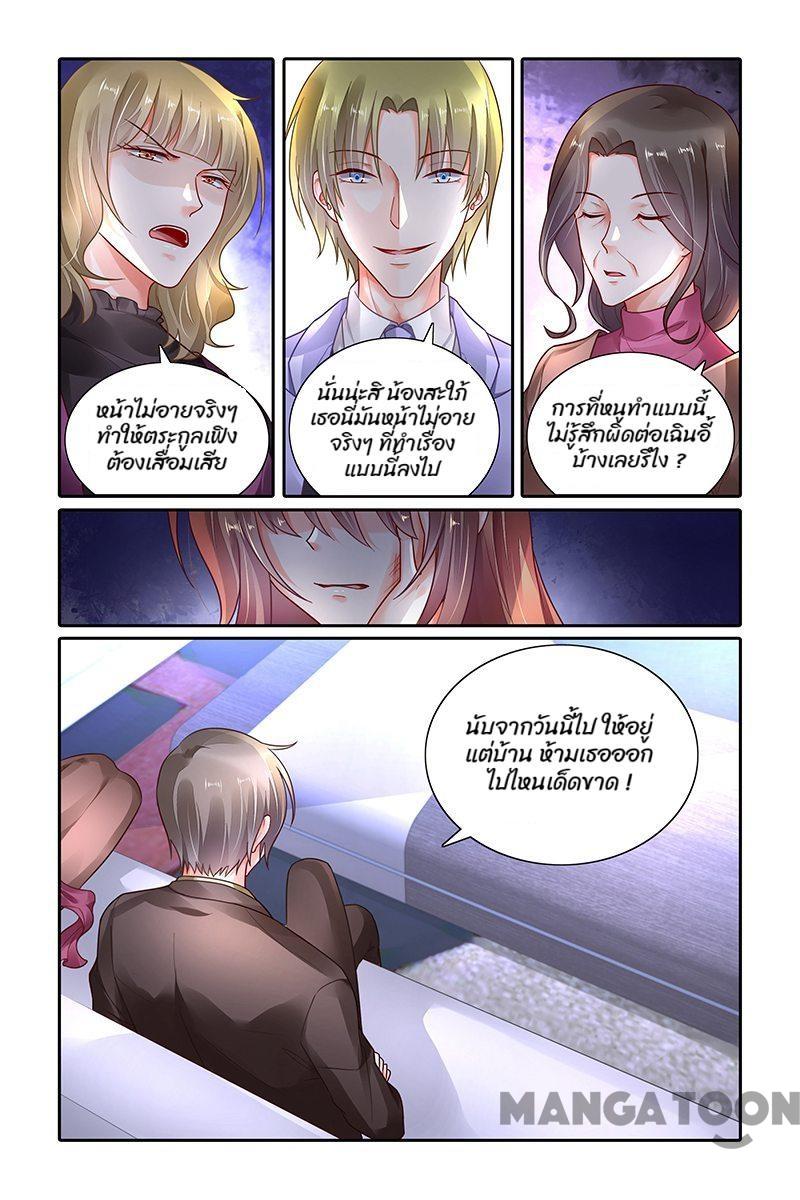 หน้าไม่อายจริงๆ
ทำให้ตระกูลเฟิง
ต้องเสื่อมเสีย
นั่นน่ะสิ น้องสะใภ้
เธอนี่มันหน้าไม่อาย
จริงๆ ที่ทำเรื่อง
แบบนี้ลงไป
การที่หนูทำแบบนี้
ไม่รู้สึกผิดต่อเฉินอี้
บ้างเลยรึไง ?
นับจากวันนี้ไป ให้อยู่
แต่บ้าน ห้ามเธอออก
ไปไหนเด็ดขาด !
MANGATOON